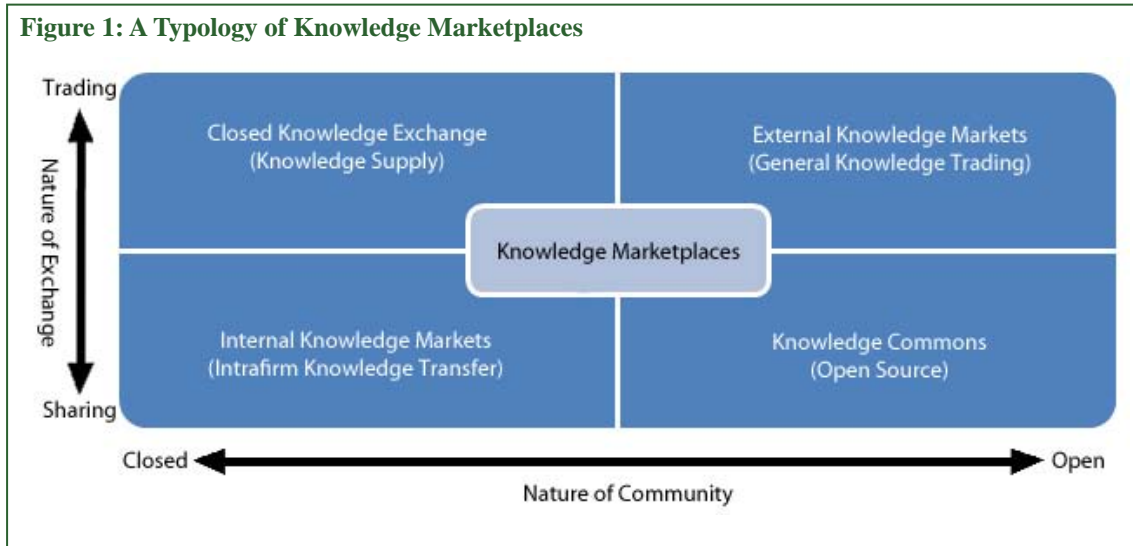 Figure 1: A Typology of Knowledge Marketplaces
Trading
Nature of Exchange
Sharing
Closed Knowledge Exchange
(Knowledge Supply)
External Knowledge Markets
(General Knowledge Trading)
Knowledge Marketplaces
Internal Knowledge Markets
(Intrafirm Knowledge Transfer)
Knowledge Commons
(Open Source)
Closed
Open
Nature of Community